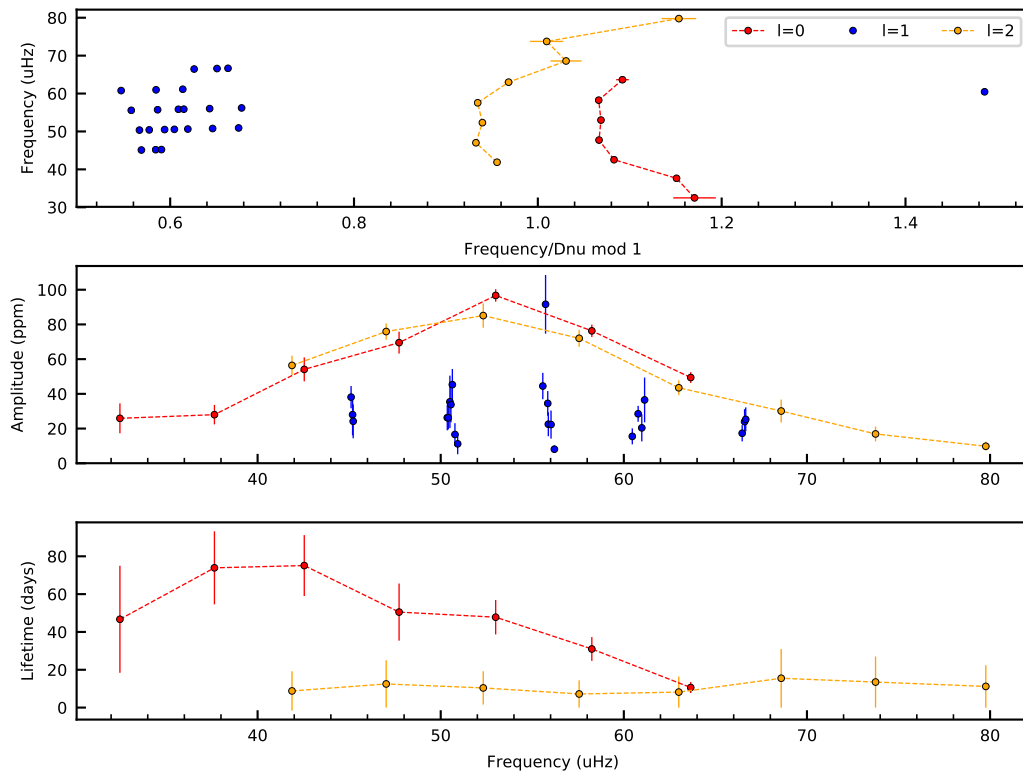 80
70
60
50
40
30
Frequency (uHz)
l=0 l=1 l=2
0.6 0.8 1.0 1.2 1.4
Frequency/Dnu mod 1
100
80
60
40
20
0
Amplitude (ppm)
40 50 60 70 80
80
60
40
20
0
Lifetime (days)
40 50 60 70 80
Frequency (uHz)